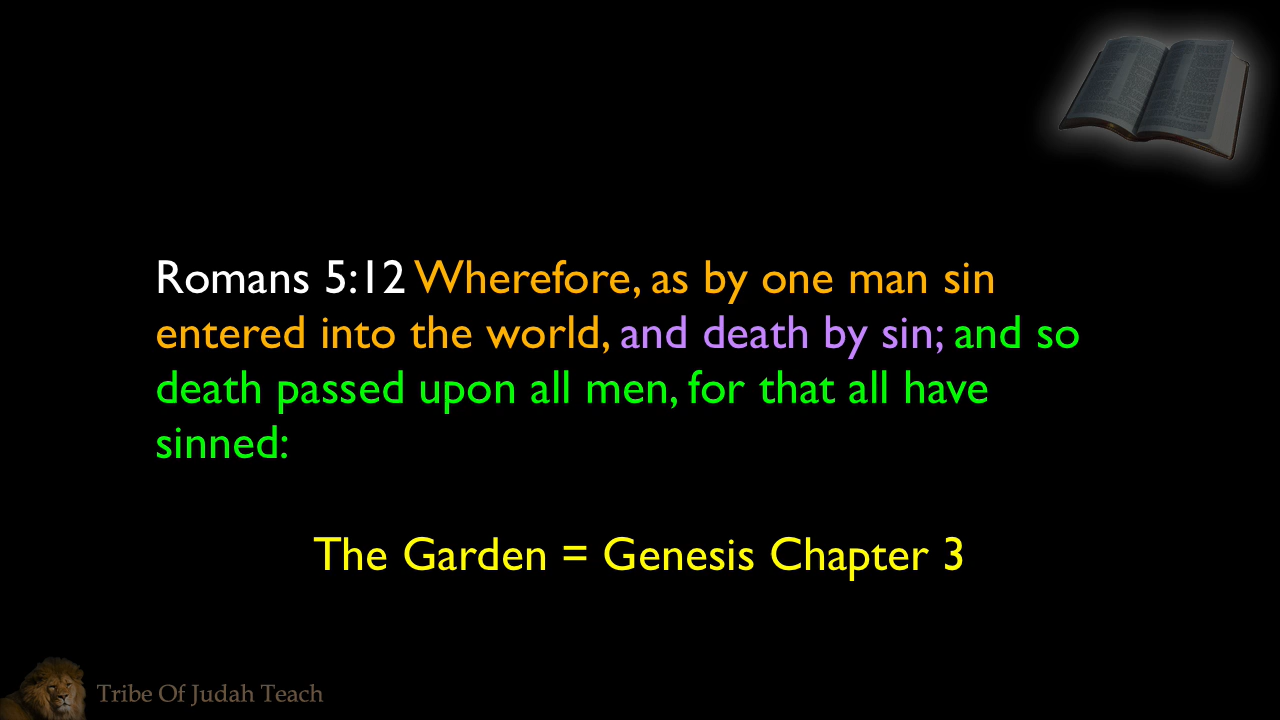 Romans 5:12 Wherefore, as by one man sin
entered into the world, and death by sin; and so
death passed upon all men, for that all have
sinned:
The Garden = Genesis Chapter 3
Tribe Of Judah Teach